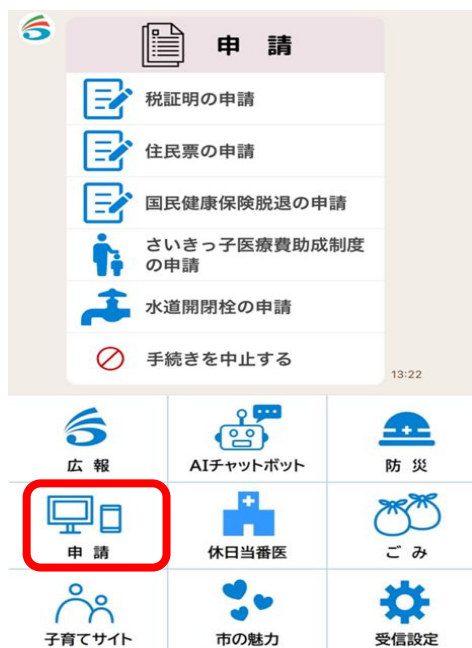 申請
税証明の申請
住民票の申請
国民健康保険脱退の申請
さいきっ子医療費助成制度
の申請
水道開閉栓の申請
手続きを中止する
13:22
広報
AIチャットボット
防災
申請
休日当番医
ごみ
子育てサイト
市の魅力
受信設定